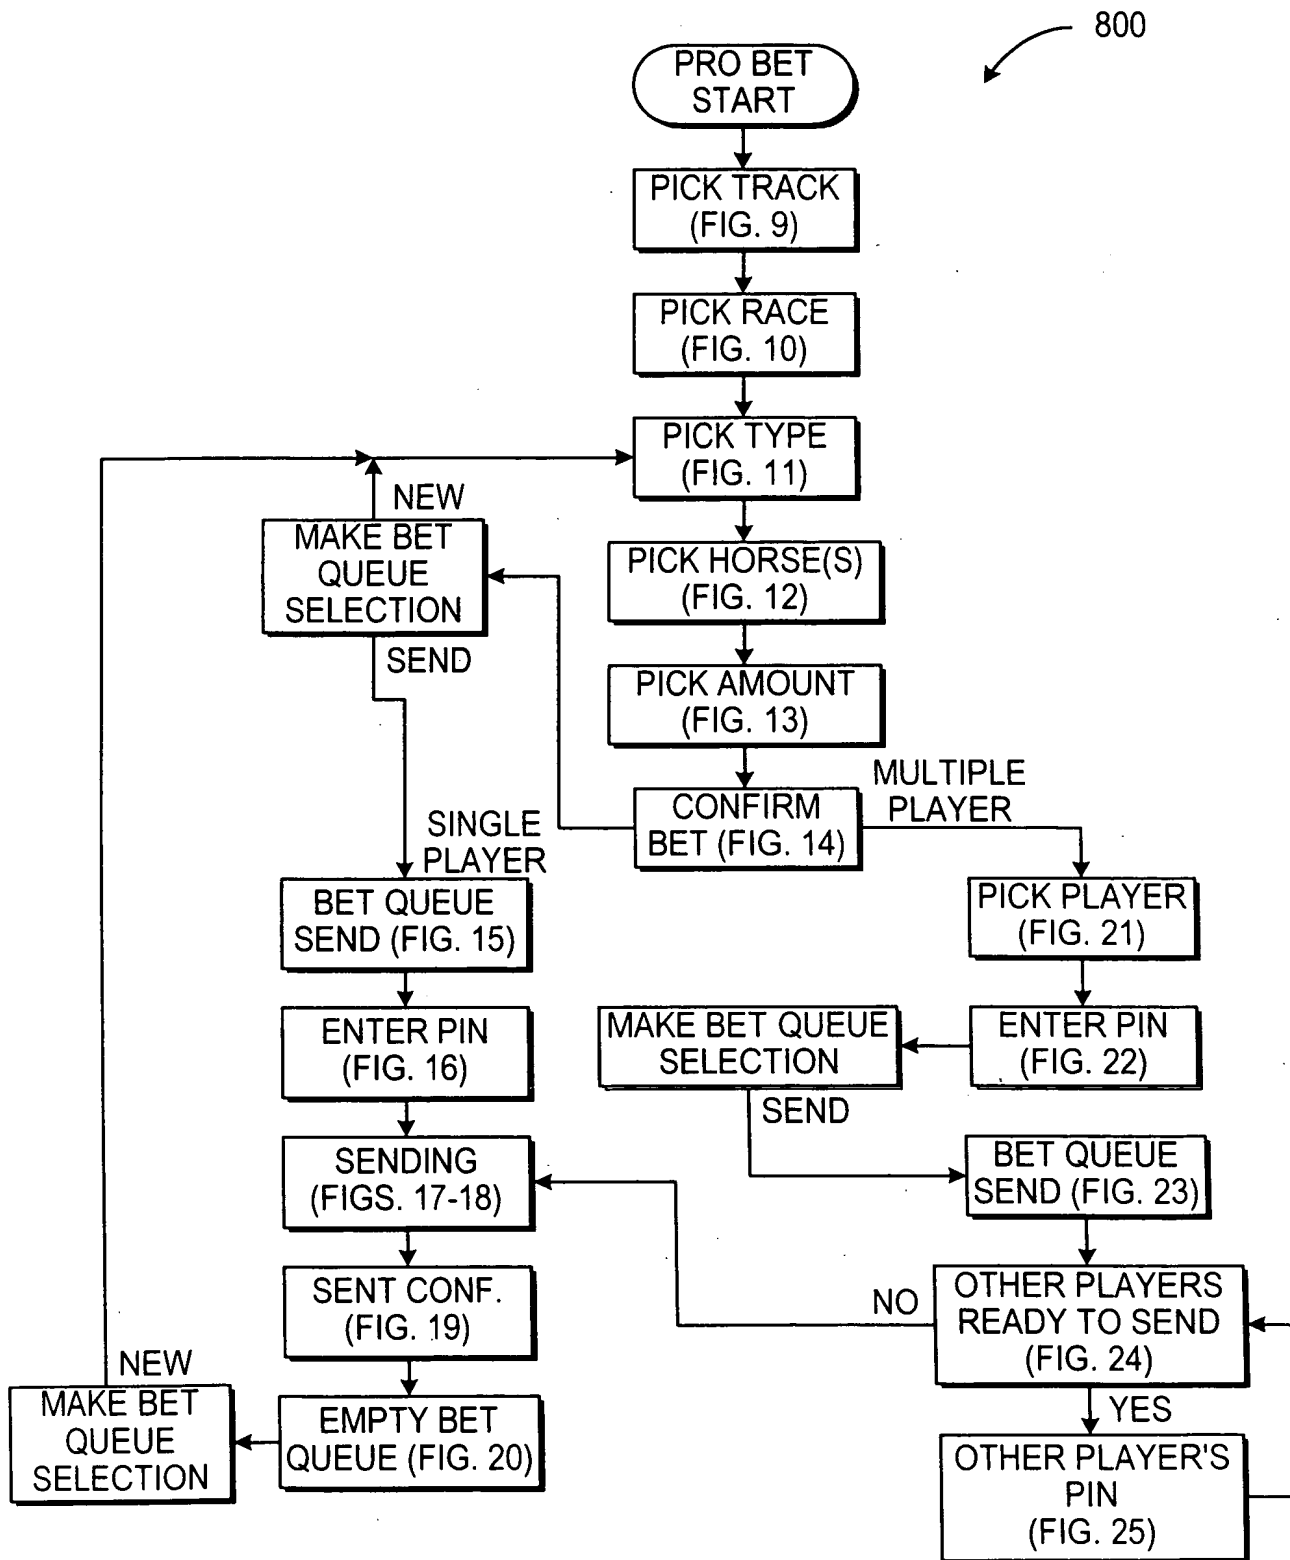 800
PRO BET
START
PICK TRACK
(FIG. 9)
PICK RACE
(FIG. 10)
PICK TYPE
(FIG. 11)
NEW
MAKE BET
QUEUE
SELECTION
PICK HORSE(S)
(FIG. 12)
SEND
PICK AMOUNT
(FIG. 13)
CONFIRM
BET (FIG. 14)
MULTIPLE
PLAYER
SINGLE
PLAYER
BET QUEUE
SEND (FIG. 15)
PICK PLAYER
(FIG. 21)
ENTER PIN
(FIG. 16)
MAKE BET QUEUE
SELECTION
ENTER PIN
(FIG. 22)
SEND
SENDING
(FIGS. 17-18)
BET QUEUE
SEND (FIG. 23)
SENT CONF.
(FIG. 19)
NO
OTHER PLAYERS
READY TO SEND
(FIG. 24)
NEW
MAKE BET
QUEUE
SELECTION
EMPTY BET
QUEUE (FIG. 20)
YES
OTHER PLAYER'S
PIN
(FIG. 25)